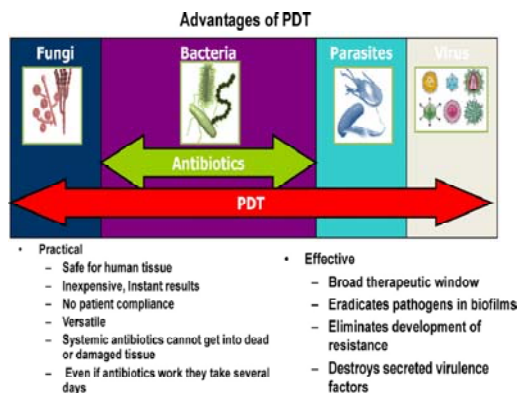 Advantages of PDT
Fungi
Bacteria
Parasites
Virus
Antibiotics
PDT
• Practical
– Safe for human tissue
– Inexpensive, Instant results
– No patient compliance
– Versatile
– Systemic antibiotics cannot get into dead
or damaged tissue
– Even if antibiotics work they take several
days
• Effective
– Broad therapeutic window
– Eradicates pathogens in biofilms
– Eliminates development of
resistance
– Destroys secreted virulence
factors